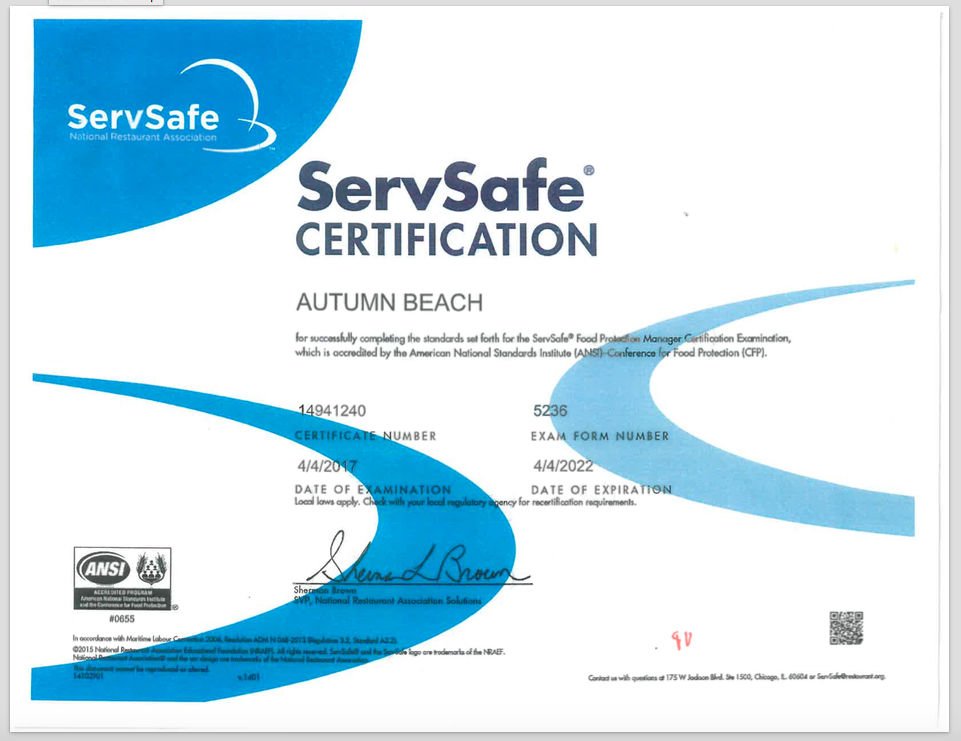 ServSafe
National Restaurant Association
™
ServSafe®
CERTIFICATION
AUTUMN BEACH
for successfully completing the standards set forth for the ServSafe® Food Protection Manager Certification Examination,
which is accredited by the American National Standards Institute (ANSI)–Conference for Food Protection (CFP).
14941240 5236
CERTIFICATE NUMBER EXAM FORM NUMBER
4/4/2017 4/4/2022
DATE OF EXAMINATION DATE OF EXPIRATION
Local laws apply. Check with your local regulatory agency for recertification requirements.
Sherman Brown
SVP, National Restaurant Association Solutions
ANSI
ACCREDITED PROGRAM
American National Standards Institute
and the Conference for Food Protection
®
#0655
In accordance with Maritime Labour Convention 2006, Resolution ADM N 068-2013 (Regulation 3.2, Standard A3.2).
©2015 National Restaurant Association Educational Foundation (NRAEF). All rights reserved. ServSafe® and the ServSafe logo are trademarks of the NRAEF.
National Restaurant Association® and the arc design are trademarks of the National Restaurant Association.
This document cannot be reproduced or altered.
14102901 v.1401
Contact us with questions at 175 W Jackson Blvd. Ste 1500, Chicago, IL 60604 or ServSafe@restaurant.org.